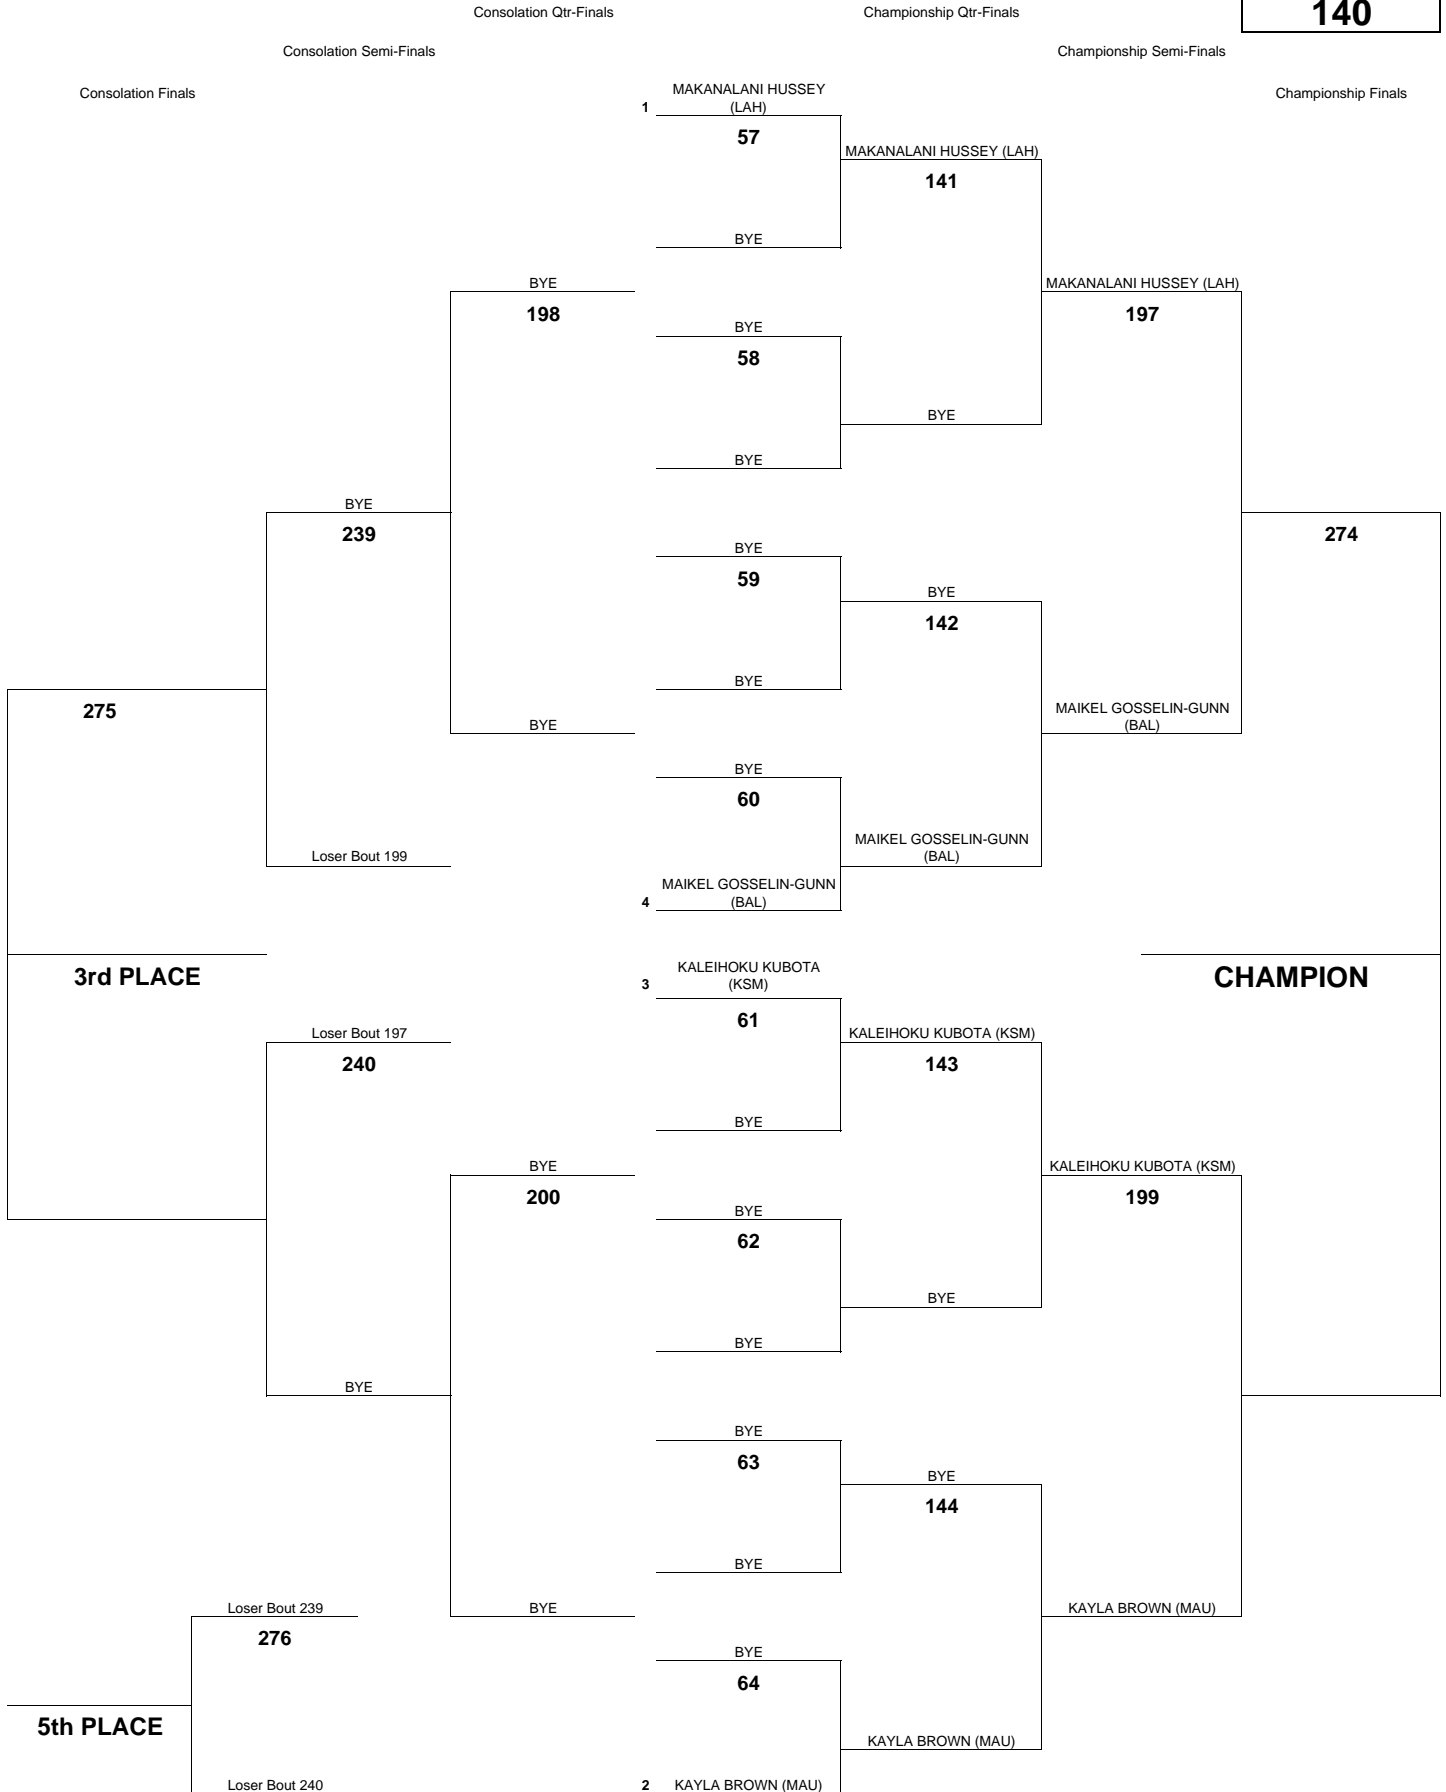 Consolation Qtr-Finals
Championship Qtr-Finals
140
Consolation Semi-Finals
Championship Semi-Finals
Consolation Finals
Championship Finals
MAKANALANI HUSSEY
1
(LAH)
57
MAKANALANI HUSSEY (LAH)
141
BYE
BYE
MAKANALANI HUSSEY (LAH)
198
197
BYE
58
BYE
BYE
BYE
239
274
BYE
59
BYE
142
BYE
275
MAIKEL GOSSELIN-GUNN
(BAL)
BYE
BYE
60
MAIKEL GOSSELIN-GUNN
(BAL)
Loser Bout 199
MAIKEL GOSSELIN-GUNN
4
(BAL)
3rd PLACE
CHAMPION
KALEIHOKU KUBOTA
3
(KSM)
61
Loser Bout 197
KALEIHOKU KUBOTA (KSM)
240
143
BYE
BYE
KALEIHOKU KUBOTA (KSM)
200
199
BYE
62
BYE
BYE
BYE
BYE
63
BYE
144
BYE
Loser Bout 239
BYE
KAYLA BROWN (MAU)
276
BYE
64
5th PLACE
KAYLA BROWN (MAU)
Loser Bout 240
2 KAYLA BROWN (MAU)